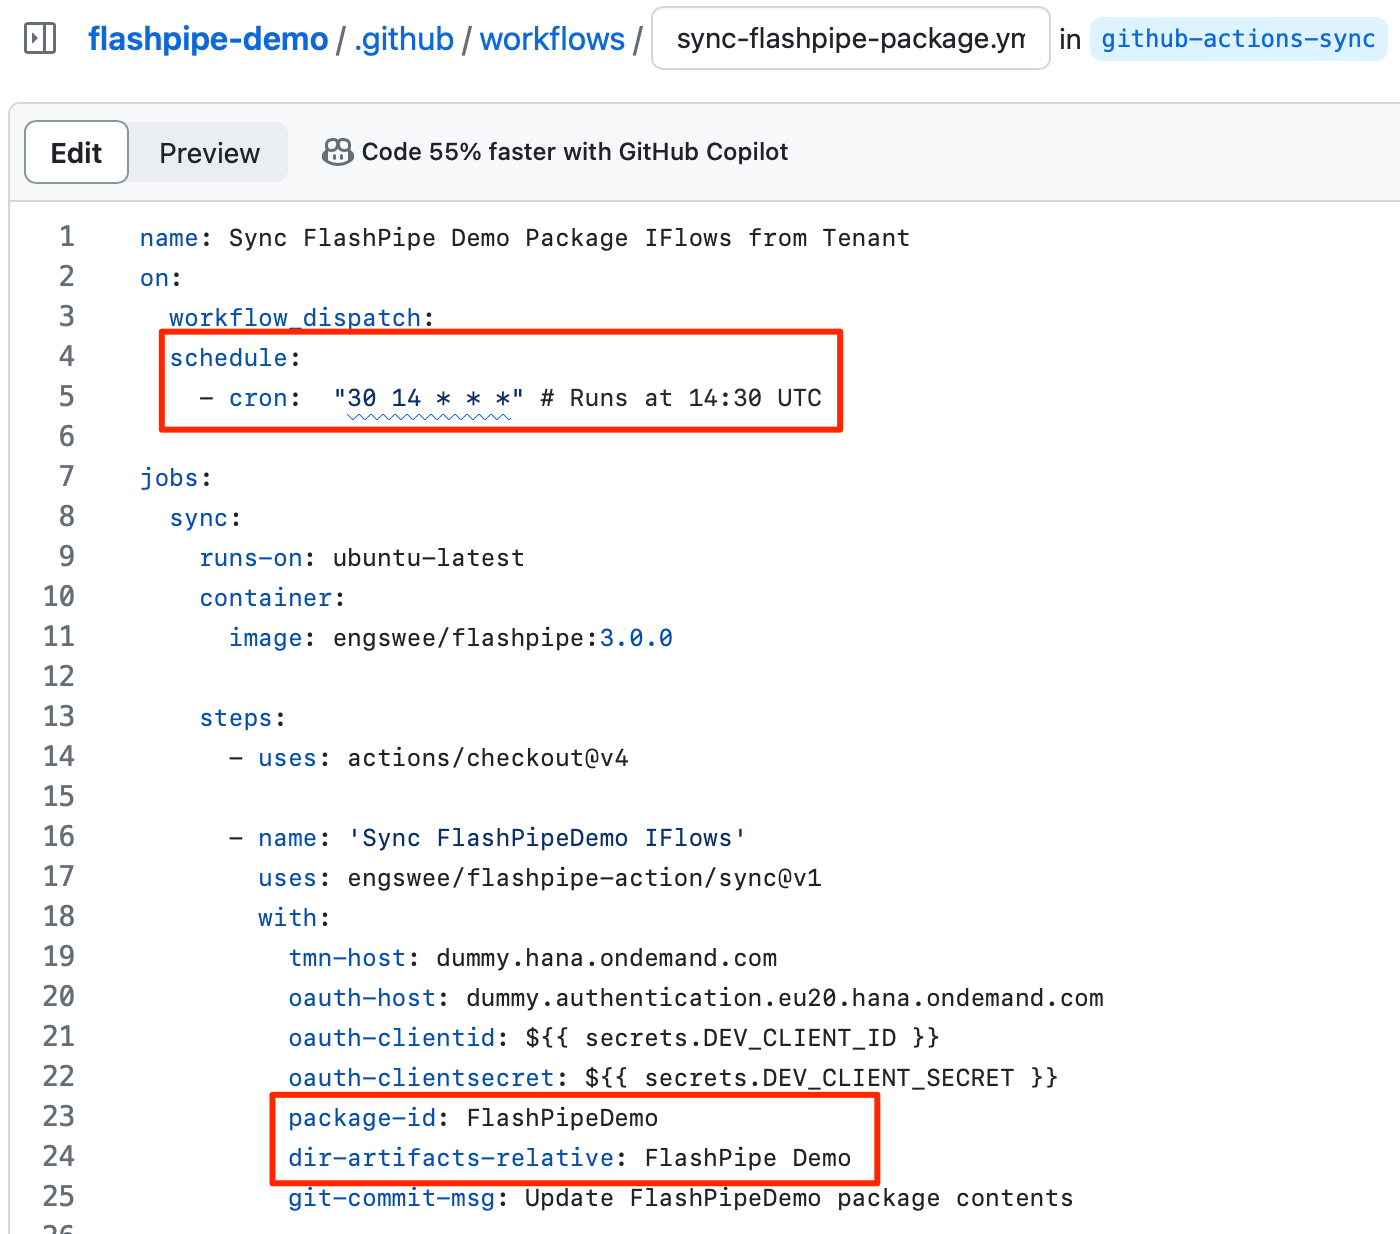 flashpipe-demo / .github / workflows / sync-flashpipe-package.ym in github-actions-sync
Edit Preview Code 55% faster with GitHub Copilot
1 name: Sync FlashPipe Demo Package IFlows from Tenant
2 on:
3 workflow_dispatch:
4 schedule:
5 - cron: "30 14 * * *" # Runs at 14:30 UTC
6
7 jobs:
8 sync:
9 runs-on: ubuntu-latest
10 container:
11 image: engswee/flashpipe:3.0.0
12
13 steps:
14 - uses: actions/checkout@v4
15
16 - name: 'Sync FlashPipeDemo IFlows'
17 uses: engswee/flashpipe-action/sync@v1
18 with:
19 tmn-host: dummy.hana.ondemand.com
20 oauth-host: dummy.authentication.eu20.hana.ondemand.com
21 oauth-clientid: ${{ secrets.DEV_CLIENT_ID }}
22 oauth-clientsecret: ${{ secrets.DEV_CLIENT_SECRET }}
23 package-id: FlashPipeDemo
24 dir-artifacts-relative: FlashPipe Demo
25 git-commit-msg: Update FlashPipeDemo package contents
26